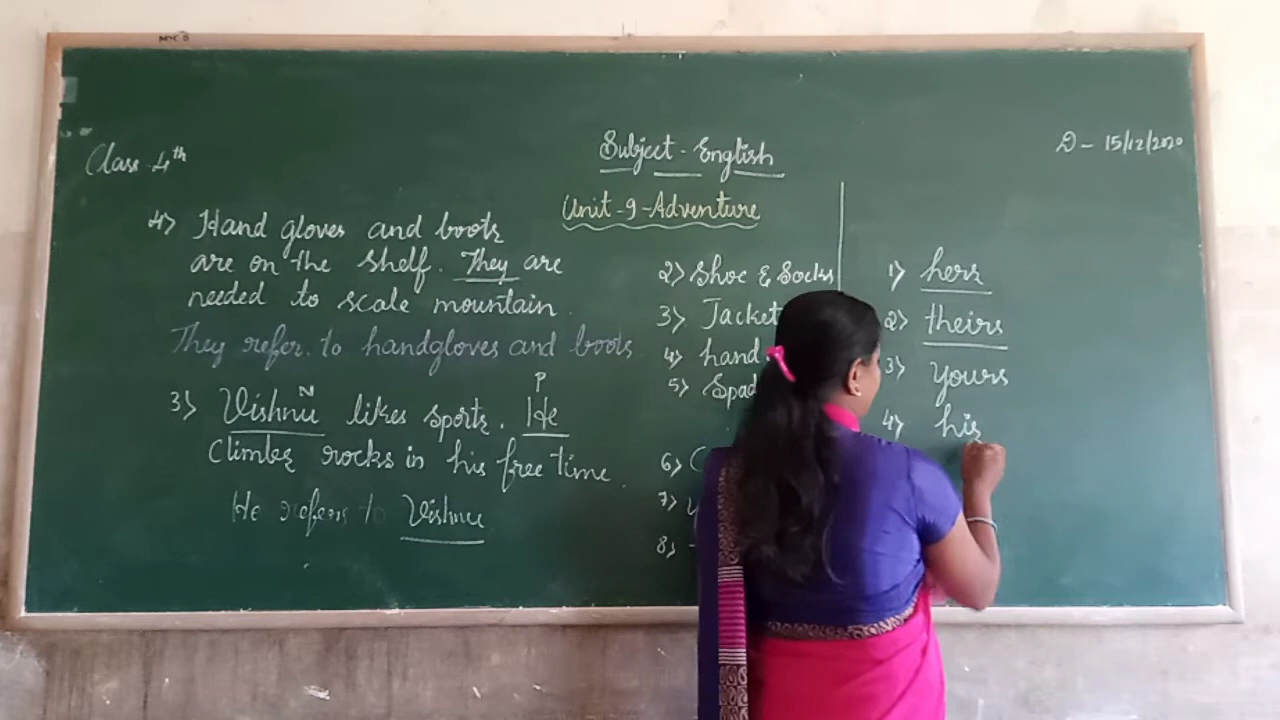 Class - 4th
Subject - English
D - 15/12/2020
Unit - 9 - Adventure
4> Hand gloves and boots
are on the shelf. They are
needed to scale mountain.
They refer. to handgloves and boots
3> Vishnu likes sports. He
N
P
Climbs rocks in his free time.
He refers to Vishnu
2> Shoe & Socks
3> Jacket
4> hand
5>
6>
7>
8>
1> hers
2> theirs
3> yours
4> his